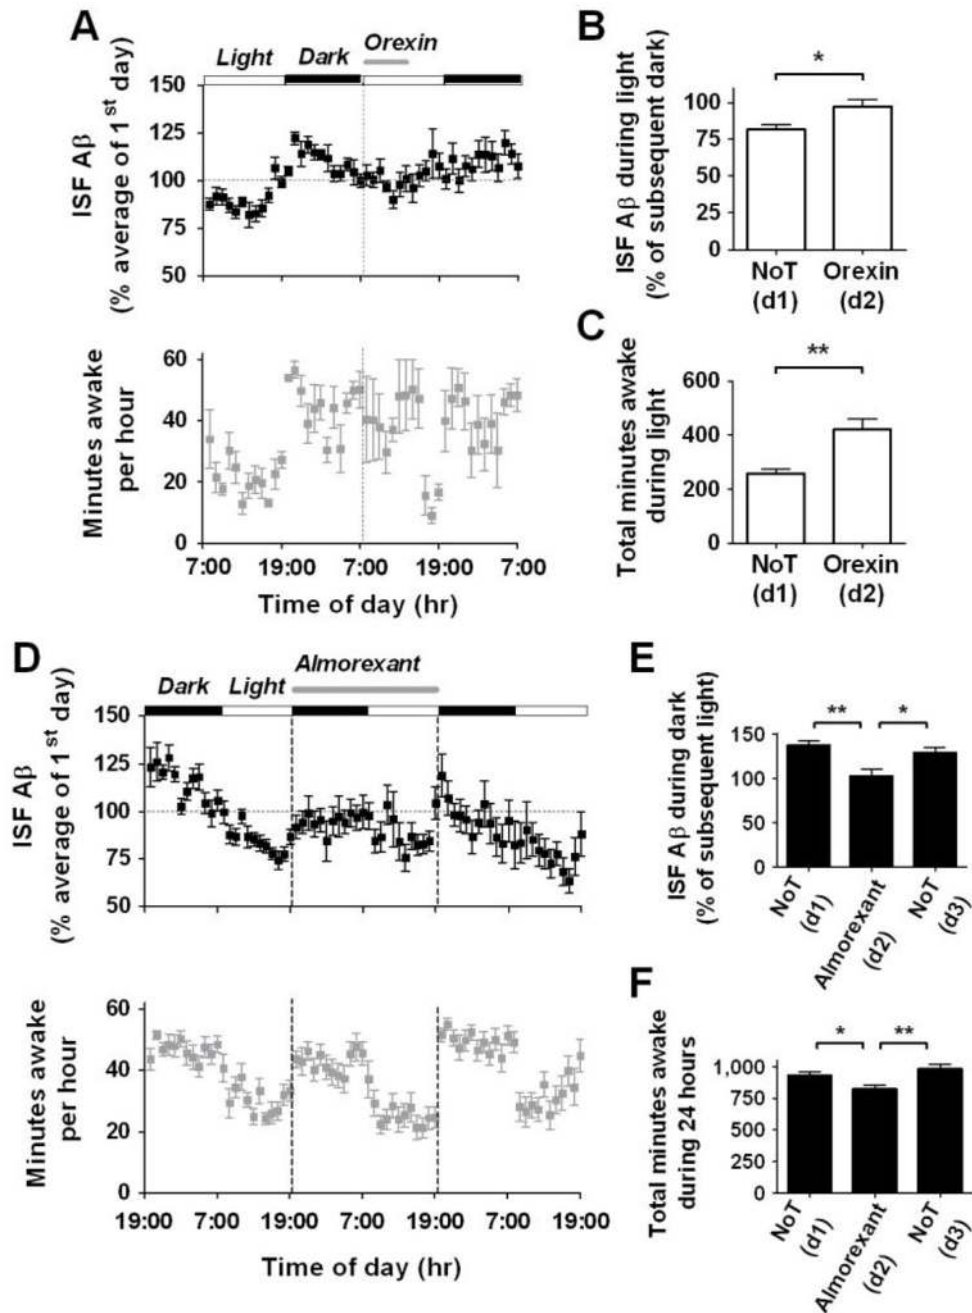 A
Light Dark Orexin
ISF Aβ
(% average of 1 st day)
150
125
100
75
50
Minutes awake
per hour
60
40
20
0
7:00 19:00 7:00 19:00 7:00
Time of day (hr)
B
ISF Aβ during light
(% of subsequent dark)
*
100
75
50
25
0
NoT Orexin
(d1) (d2)
C
Total minutes awake
during light
**
600
400
200
0
NoT Orexin
(d1) (d2)
D
Dark Light Almorexant
ISF Aβ
(% average of 1 st day)
150
125
100
75
50
Minutes awake
per hour
60
40
20
0
19:00 7:00 19:00 7:00 19:00 7:00 19:00
Time of day (hr)
E
ISF Aβ during dark
(% of subsequent light)
** *
150
100
50
0
NoT
(d1)
Almorexant
(d2)
NoT
(d3)
F
Total minutes awake
during 24 hours
* **
1,000
750
500
250
0
NoT
(d1)
Almorexant
(d2)
NoT
(d3)